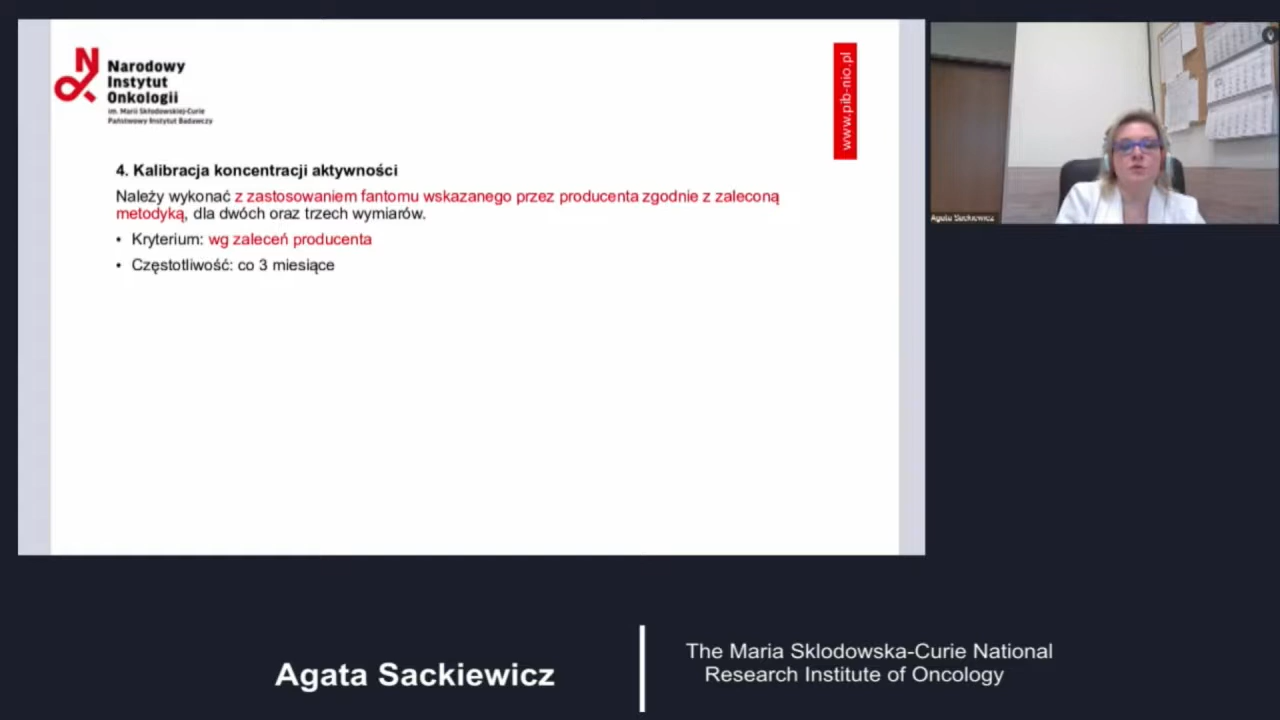 Narodowy
Instytut
Onkologii
im. Marii Skłodowskiej-Curie
Państwowy Instytut Badawczy
www.pib-nio.pl
4. Kalibracja koncentracji aktywności
Należy wykonać z zastosowaniem fantomu wskazanego przez producenta zgodnie z zaleconą
metodyką, dla dwóch oraz trzech wymiarów.
• Kryterium: wg zaleceń producenta
• Częstotliwość: co 3 miesiące
Agata Sackiewicz
Agata Sackiewicz
The Maria Sklodowska-Curie National
Research Institute of Oncology